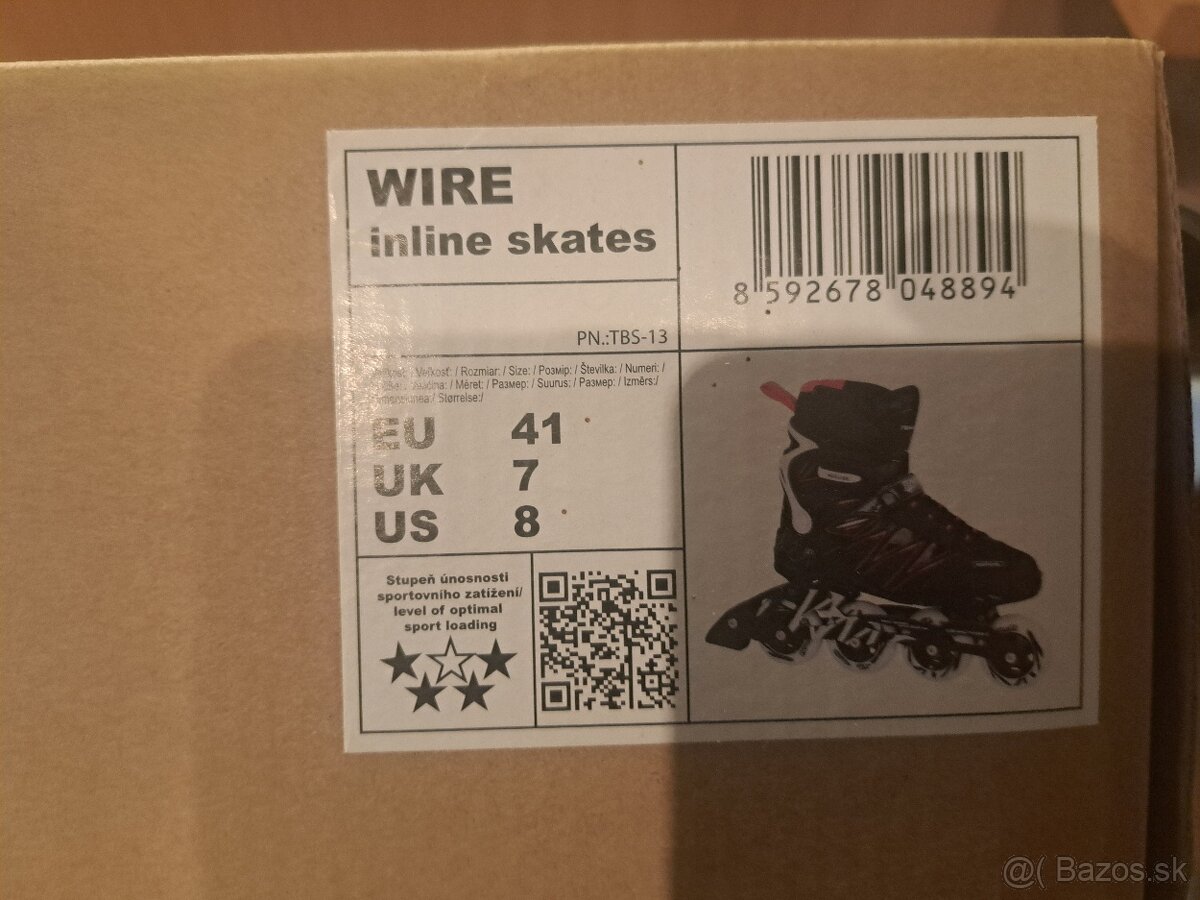 WIRE
inline skates
8 592678 048894
PN.:TBS-13
Veľkosť: / Rozmiar: / Size: / Розмір: / Številka: / Numeri: /
Méret: / Размер: / Suurus: / Размер: / Izmērs:/
Størrelse:/
EU 41
UK 7
US 8
Stupeň únosnosti
sportovního zatížení/
level of optimal
sport loading
@( Bazos.sk